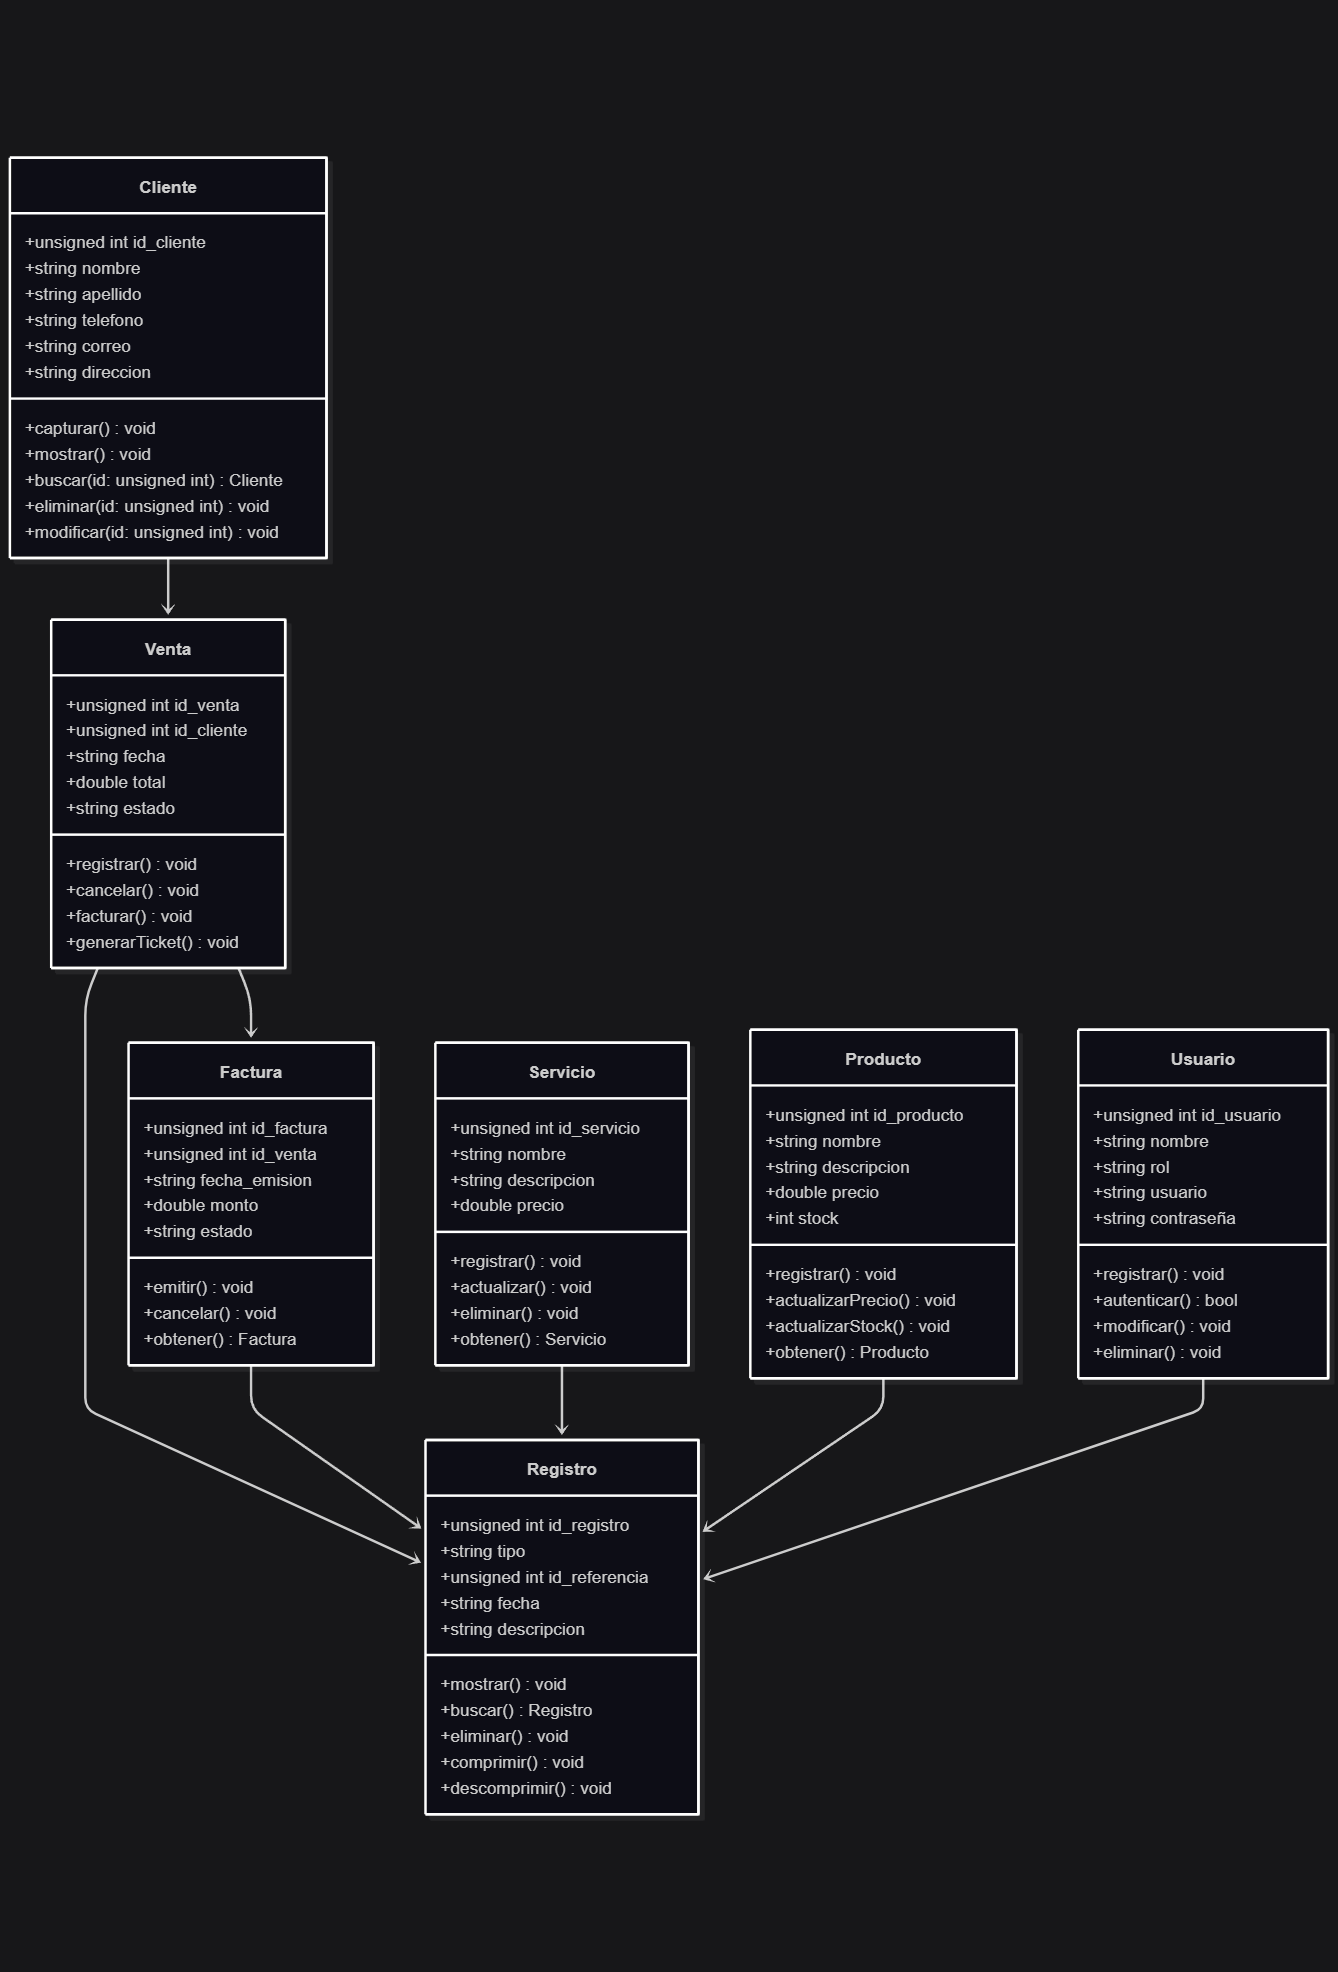 Cliente
+unsigned int id_cliente
+string nombre
+string apellido
+string telefono
+string correo
+string direccion
+capturar() : void
+mostrar() : void
+buscar(id: unsigned int) : Cliente
+eliminar(id: unsigned int) : void
+modificar(id: unsigned int) : void
Venta
+unsigned int id_venta
+unsigned int id_cliente
+string fecha
+double total
+string estado
+registrar() : void
+cancelar() : void
+facturar() : void
+generarTicket() : void
Factura
+unsigned int id_factura
+unsigned int id_venta
+string fecha_emision
+double monto
+string estado
+emitir() : void
+cancelar() : void
+obtener() : Factura
Servicio
+unsigned int id_servicio
+string nombre
+string descripcion
+double precio
+registrar() : void
+actualizar() : void
+eliminar() : void
+obtener() : Servicio
Producto
+unsigned int id_producto
+string nombre
+string descripcion
+double precio
+int stock
+registrar() : void
+actualizarPrecio() : void
+actualizarStock() : void
+obtener() : Producto
Usuario
+unsigned int id_usuario
+string nombre
+string rol
+string usuario
+string contraseña
+registrar() : void
+autenticar() : bool
+modificar() : void
+eliminar() : void
Registro
+unsigned int id_registro
+string tipo
+unsigned int id_referencia
+string fecha
+string descripcion
+mostrar() : void
+buscar() : Registro
+eliminar() : void
+comprimir() : void
+descomprimir() : void